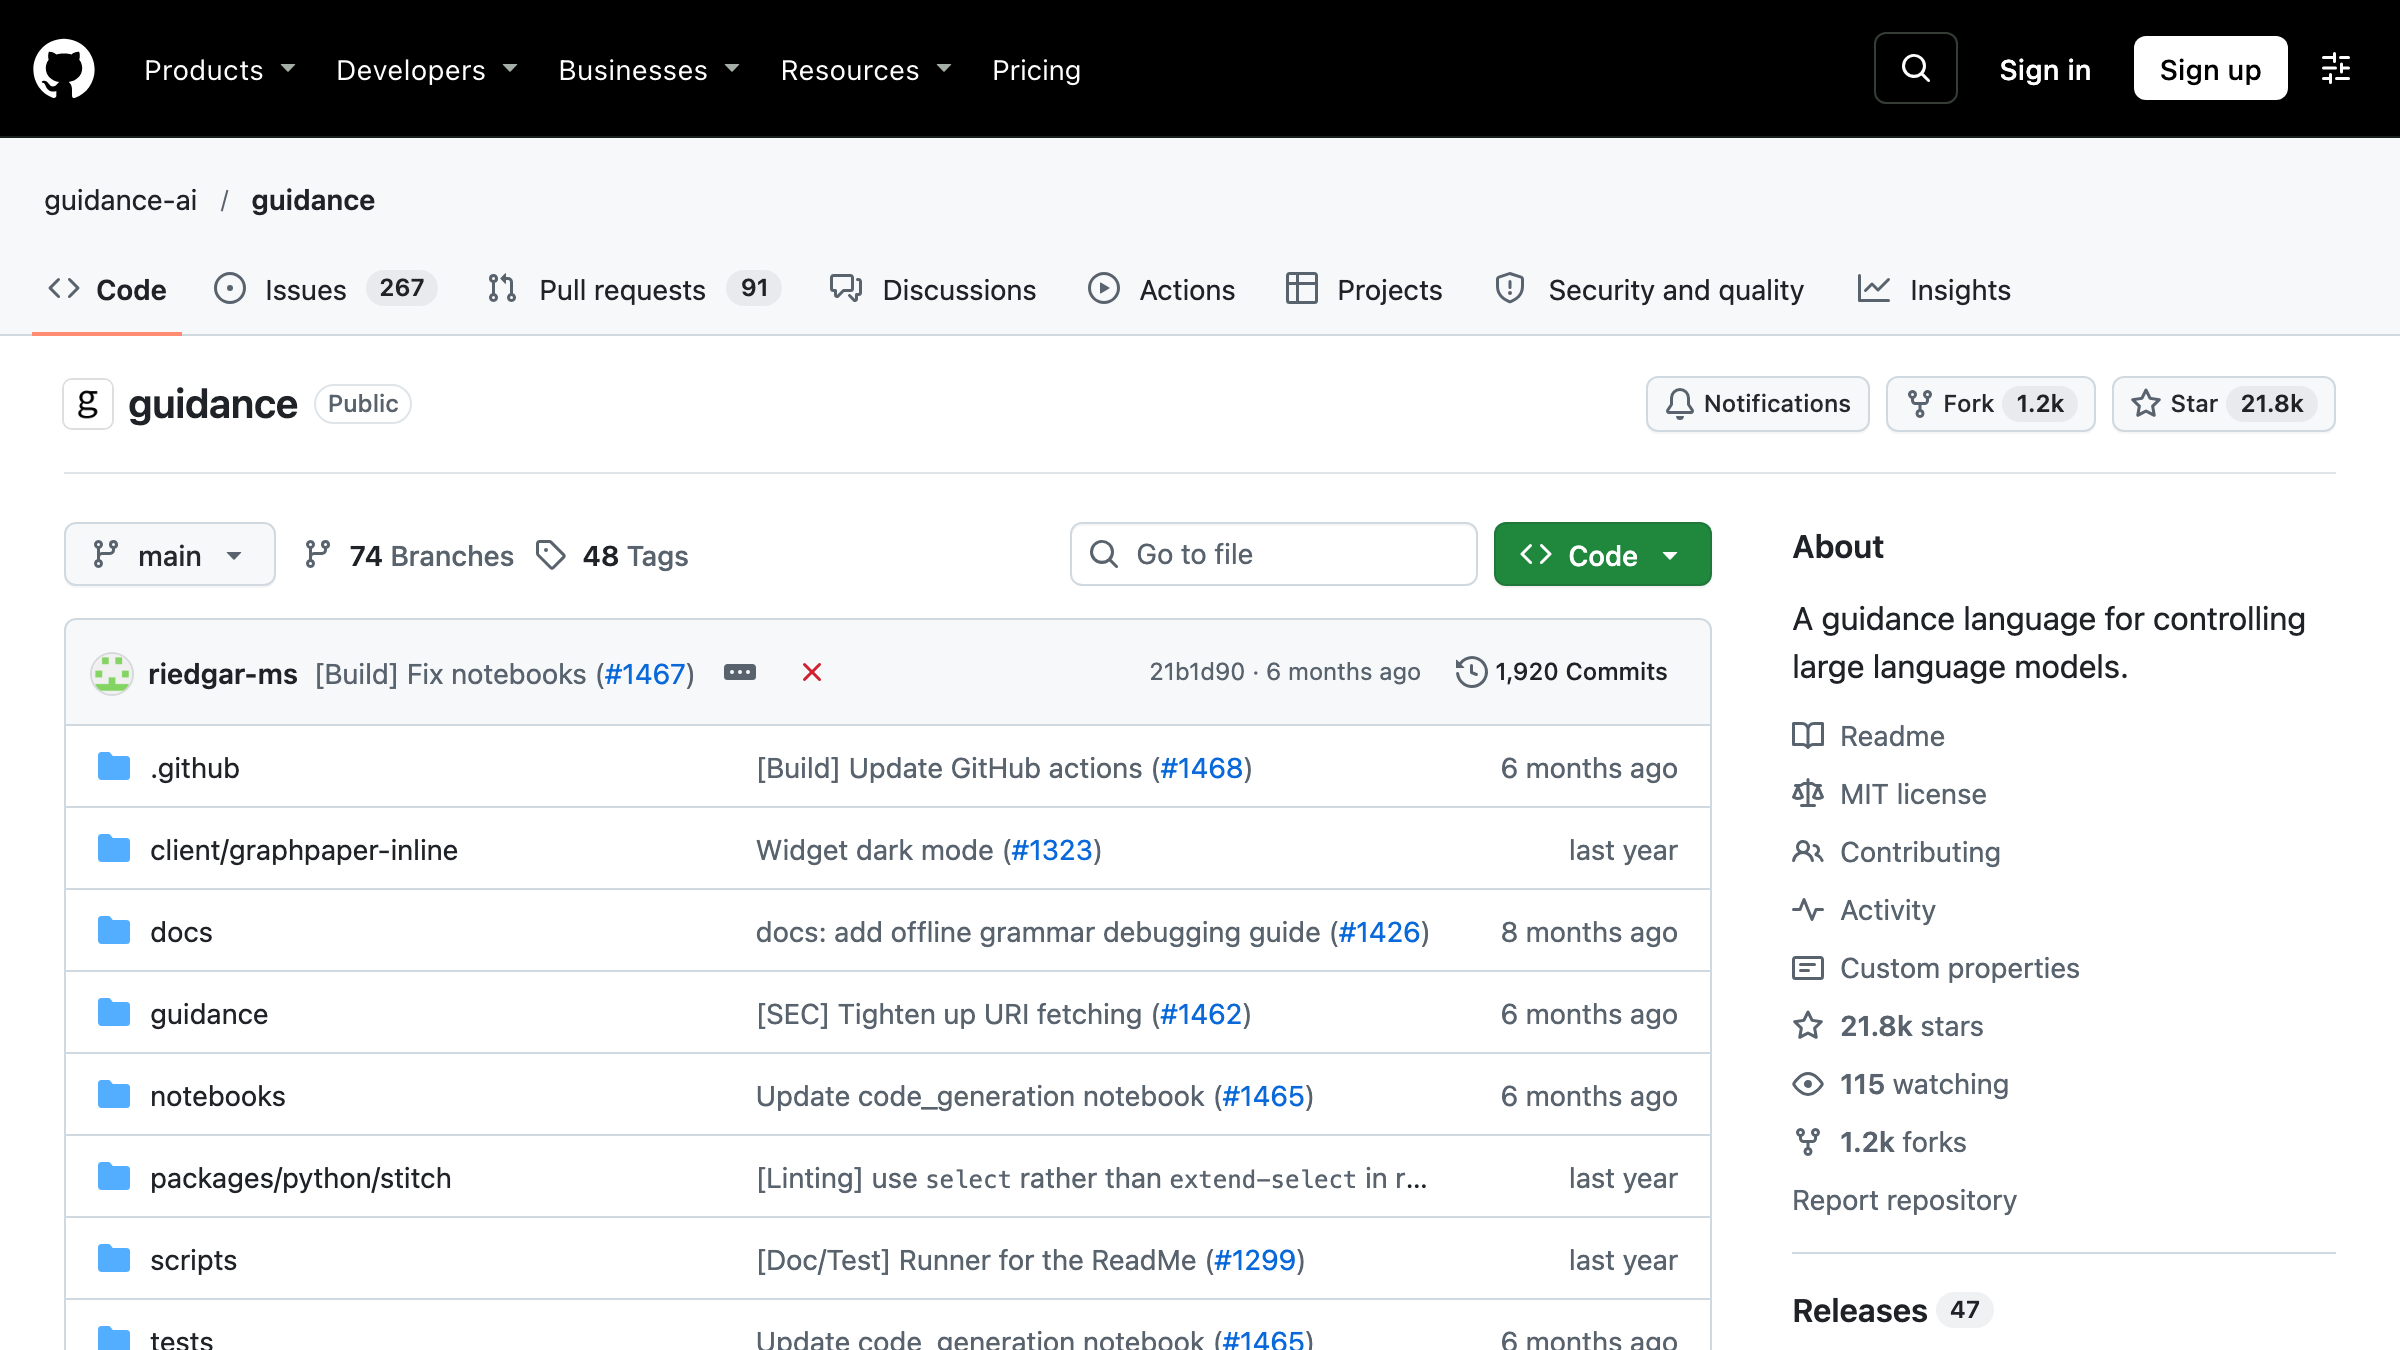 Products Developers Businesses Resources Pricing Sign in Sign up
guidance-ai / guidance
Code Issues 267 Pull requests 91 Discussions Actions Projects Security and quality Insights
g guidance Public Notifications Fork 1.2k Star 21.8k
main 74 Branches 48 Tags Go to file Code
riedgar-ms [Build] Fix notebooks (#1467) 21b1d90 · 6 months ago 1,920 Commits
.github [Build] Update GitHub actions (#1468) 6 months ago
client/graphpaper-inline Widget dark mode (#1323) last year
docs docs: add offline grammar debugging guide (#1426) 8 months ago
guidance [SEC] Tighten up URI fetching (#1462) 6 months ago
notebooks Update code_generation notebook (#1465) 6 months ago
packages/python/stitch [Linting] use select rather than extend-select in r… last year
scripts [Doc/Test] Runner for the ReadMe (#1299) last year
tests Update code_generation notebook (#1465) 6 months ago
About
A guidance language for controlling
large language models.
Readme
MIT license
Contributing
Activity
Custom properties
21.8k stars
115 watching
1.2k forks
Report repository
Releases 47